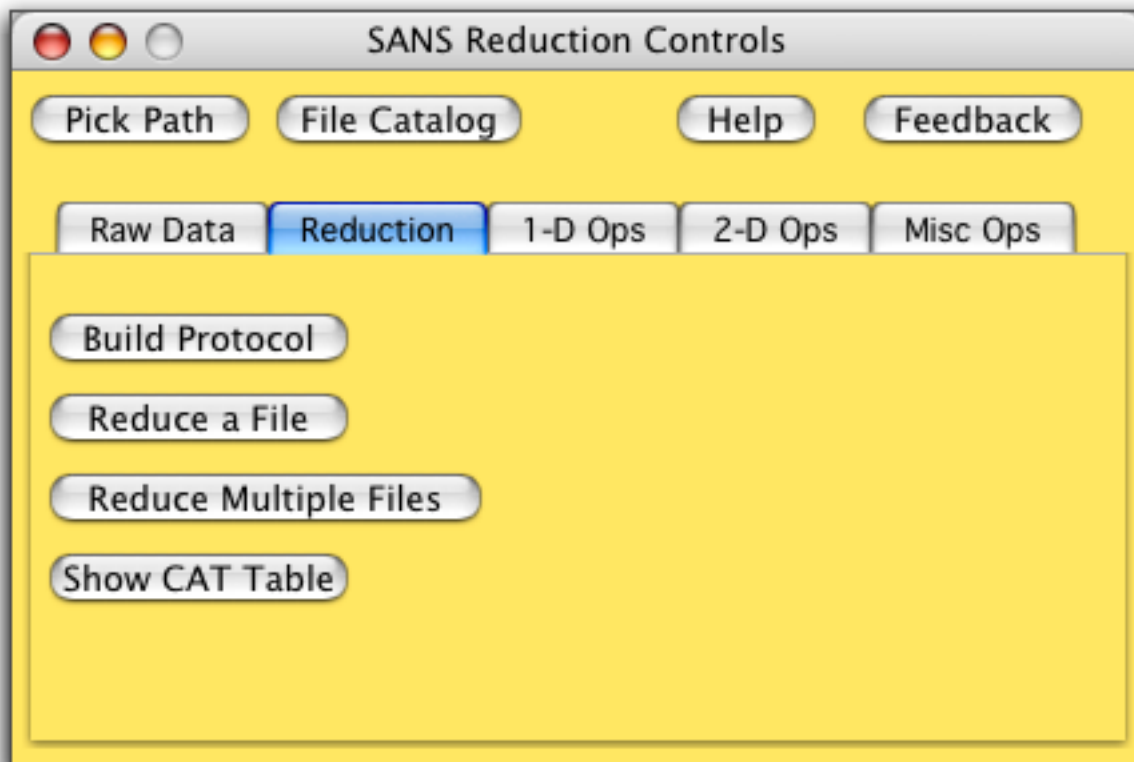 SANS Reduction Controls
Pick Path File Catalog Help Feedback
Raw Data Reduction 1-D Ops 2-D Ops Misc Ops
Build Protocol
Reduce a File
Reduce Multiple Files
Show CAT Table